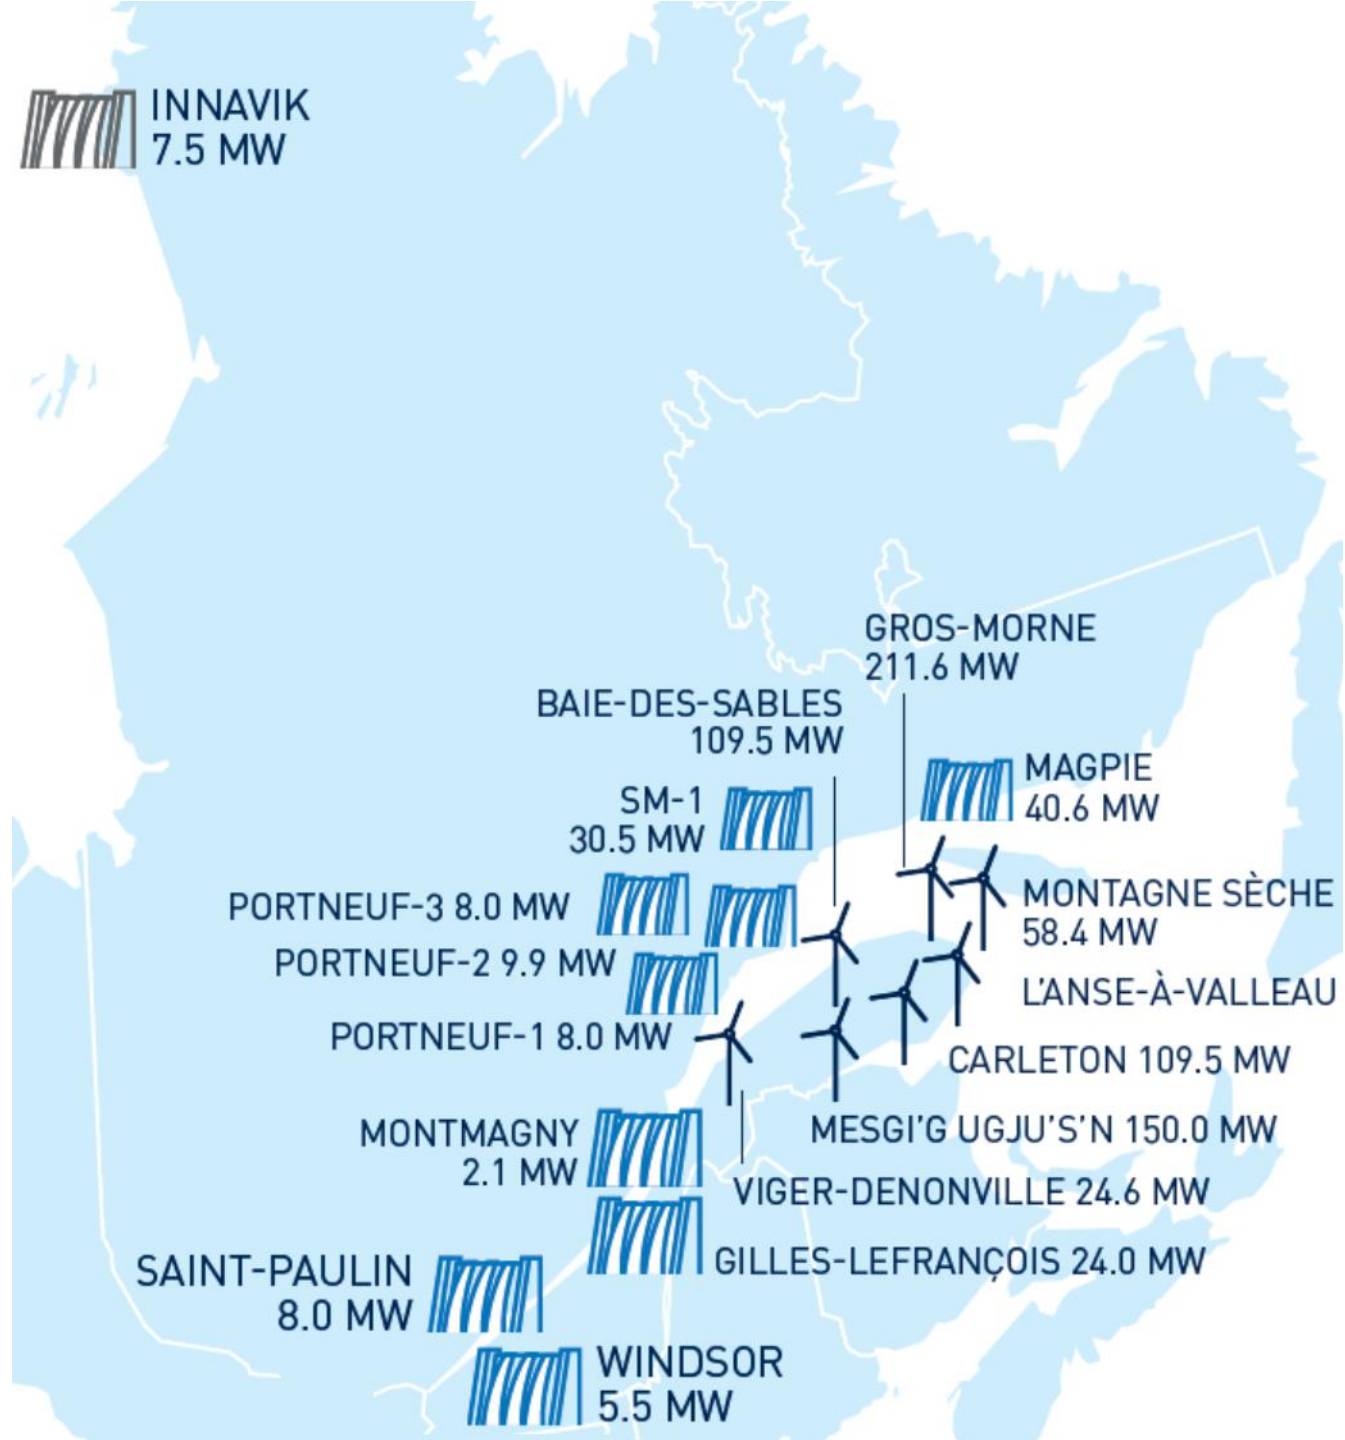 INNAVIK
7.5 MW
GROS-MORNE
211.6 MW
BAIE-DES-SABLES
109.5 MW
MAGPIE
40.6 MW
SM-1
30.5 MW
MONTAGNE SÈCHE
58.4 MW
PORTNEUF-3 8.0 MW
PORTNEUF-2 9.9 MW
L'ANSE-À-VALLEAU
PORTNEUF-1 8.0 MW
CARLETON 109.5 MW
MONTMAGNY
2.1 MW
MESGI'G UGJU'S'N 150.0 MW
VIGER-DENONVILLE 24.6 MW
GILLES-LEFRANÇOIS 24.0 MW
SAINT-PAULIN
8.0 MW
WINDSOR
5.5 MW